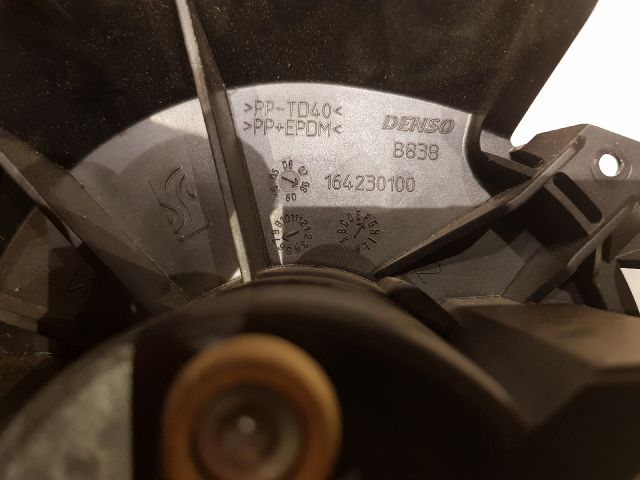 >PP-TD40<
>PP+EPDM<
DENSO
B838
164230100